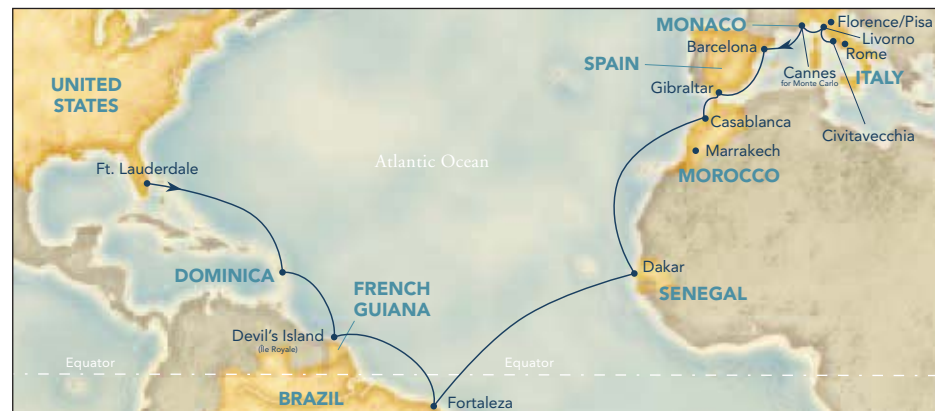 MONACO
Florence/Pisa
Livorno
Barcelona
Rome
SPAIN
Cannes
for Monte Carlo
ITALY
UNITED
STATES
Gibraltar
Casablanca
Civitavecchia
Atlantic Ocean
Marrakech
Ft. Lauderdale
MOROCCO
Dakar
DOMINICA
FRENCH
GUIANA
SENEGAL
Devil's Island
(Île Royale)
Equator
Equator
BRAZIL
Fortaleza